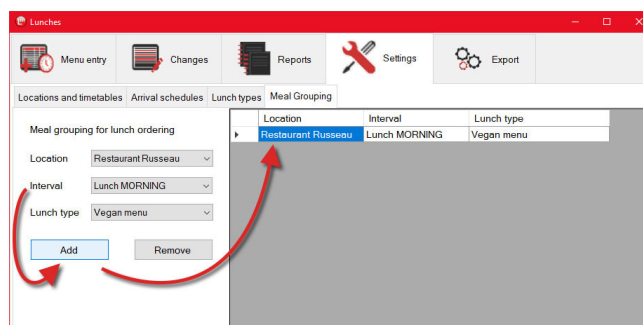 Lunches
Menu entry Changes Reports Settings Export
Locations and timetables Arrival schedules Lunch types Meal Grouping
Meal grouping for lunch ordering
Location Restaurant Russeau
Interval Lunch MORNING
Lunch type Vegan menu
Add Remove
Location Interval Lunch type
Restaurant Russeau Lunch MORNING Vegan menu